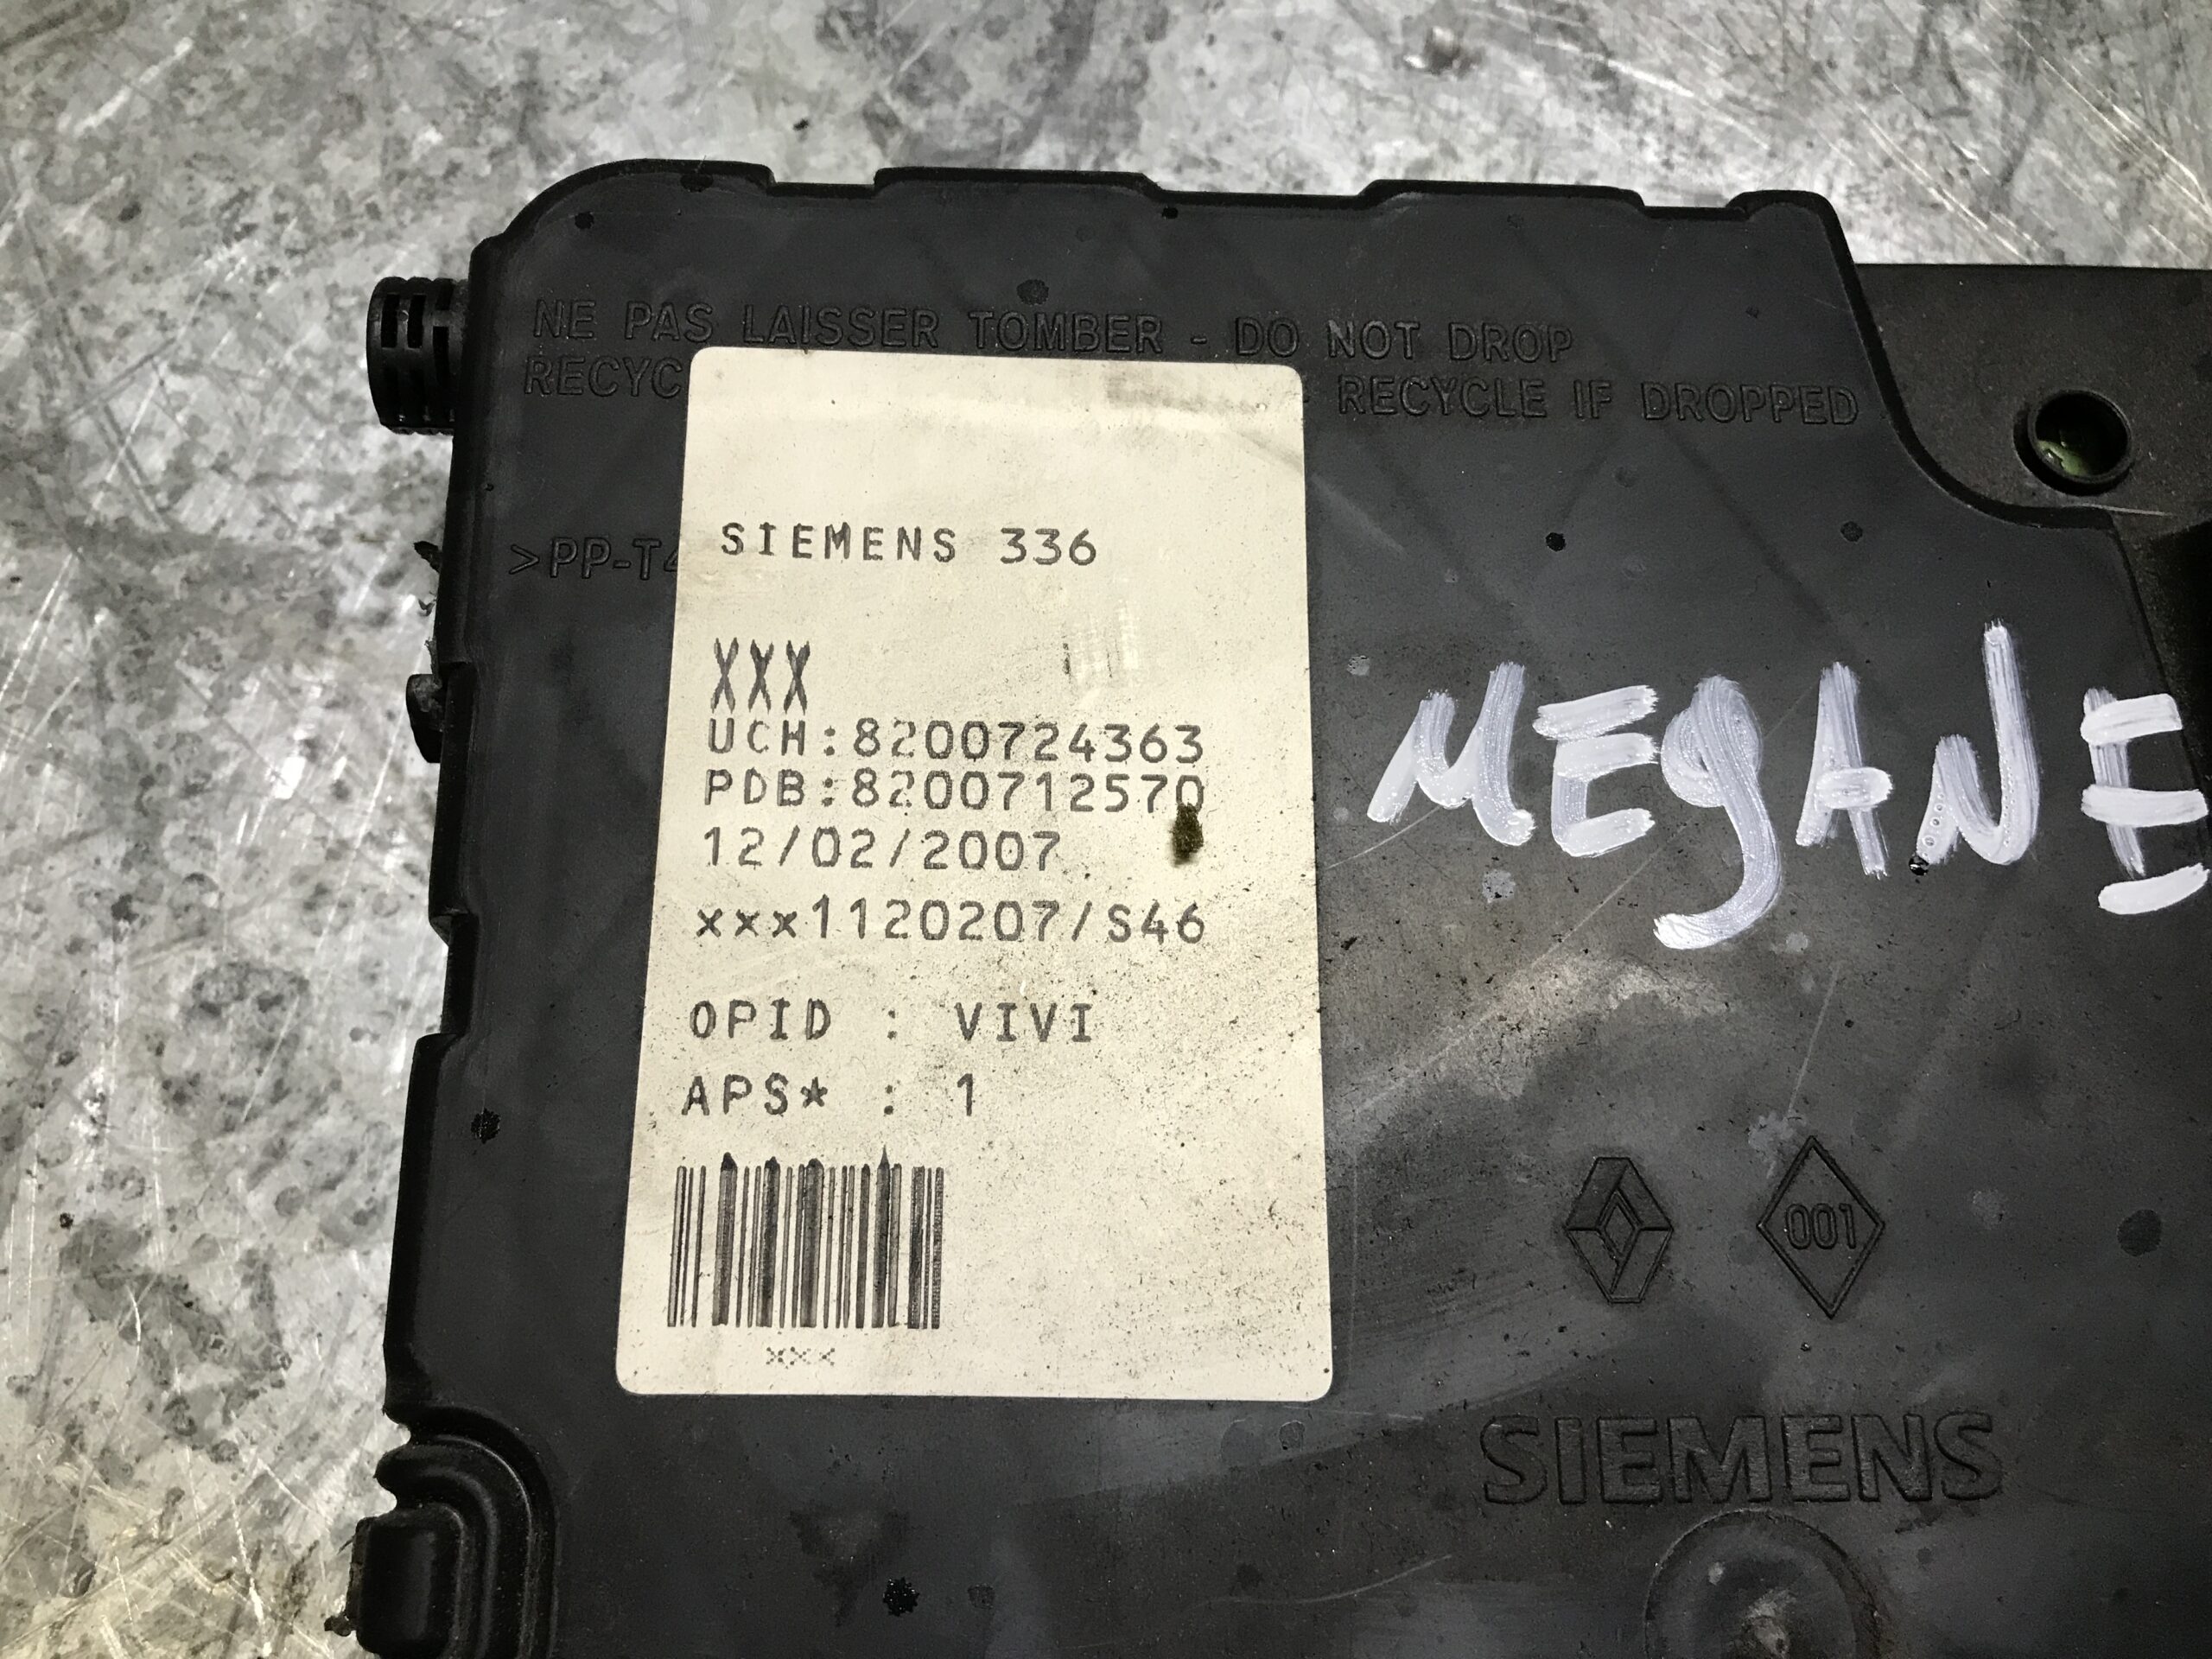 NE PAS LAISSER TOMBER - DO NOT DROP
RECYC RECYCLE IF DROPPED
>PP-T4
SIEMENS 336
XXX
UCH:8200724363
PDB:8200712570
12/02/2007
xxx1120207/S46
OPID : VIVI
APS* : 1
xxx
MEGANE
001
SIEMENS